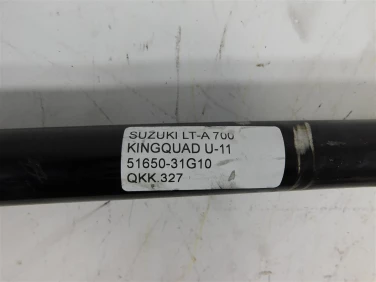 SUZUKI LT-A 700
KINGQUAD U-11
51650-31G10
QKK.327